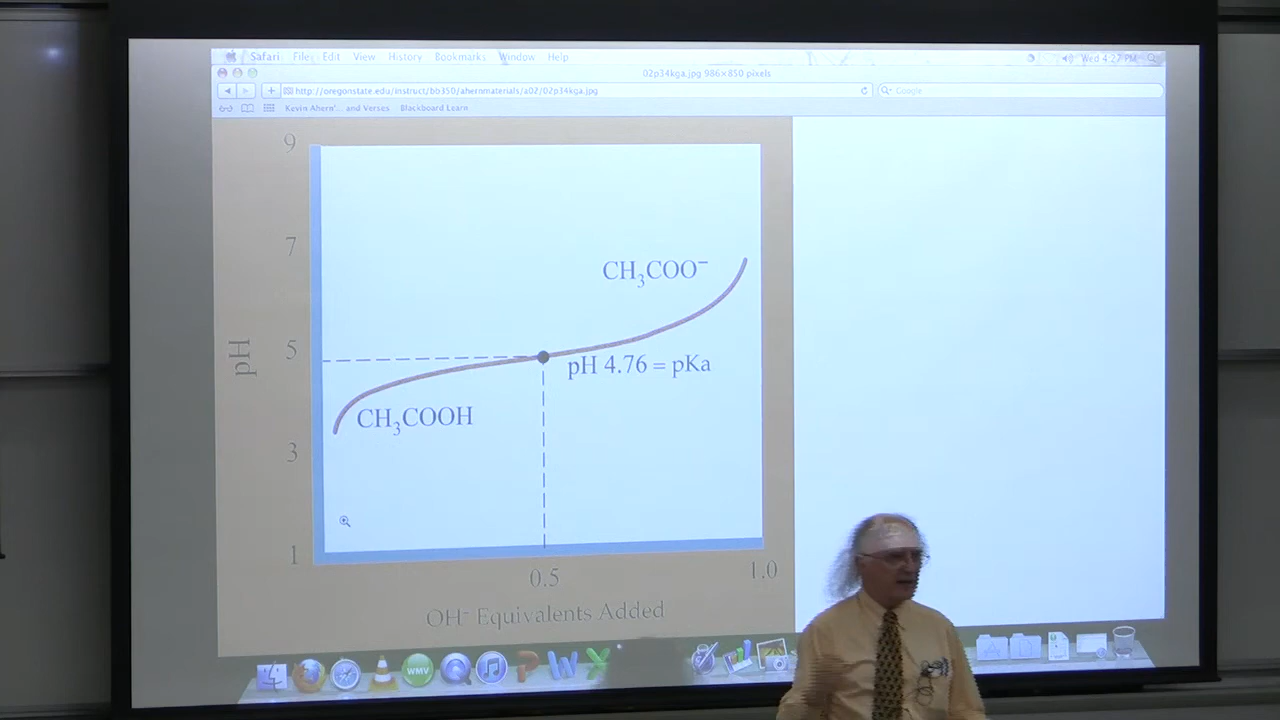 Safari File Edit View History Bookmarks Window Help
Wed 4:27 PM
02p34kga.jpg 986×850 pixels
http://oregonstate.edu/instruct/bb350/ahernmaterials/a02/02p34kga.jpg
Google
Kevin Ahern'... and Verses Blackboard Learn
9
7
CH₃COO⁻
5
pH
pH 4.76 = pKa
CH₃COOH
3
1
0.5
1.0
OH⁻ Equivalents Added
WMV